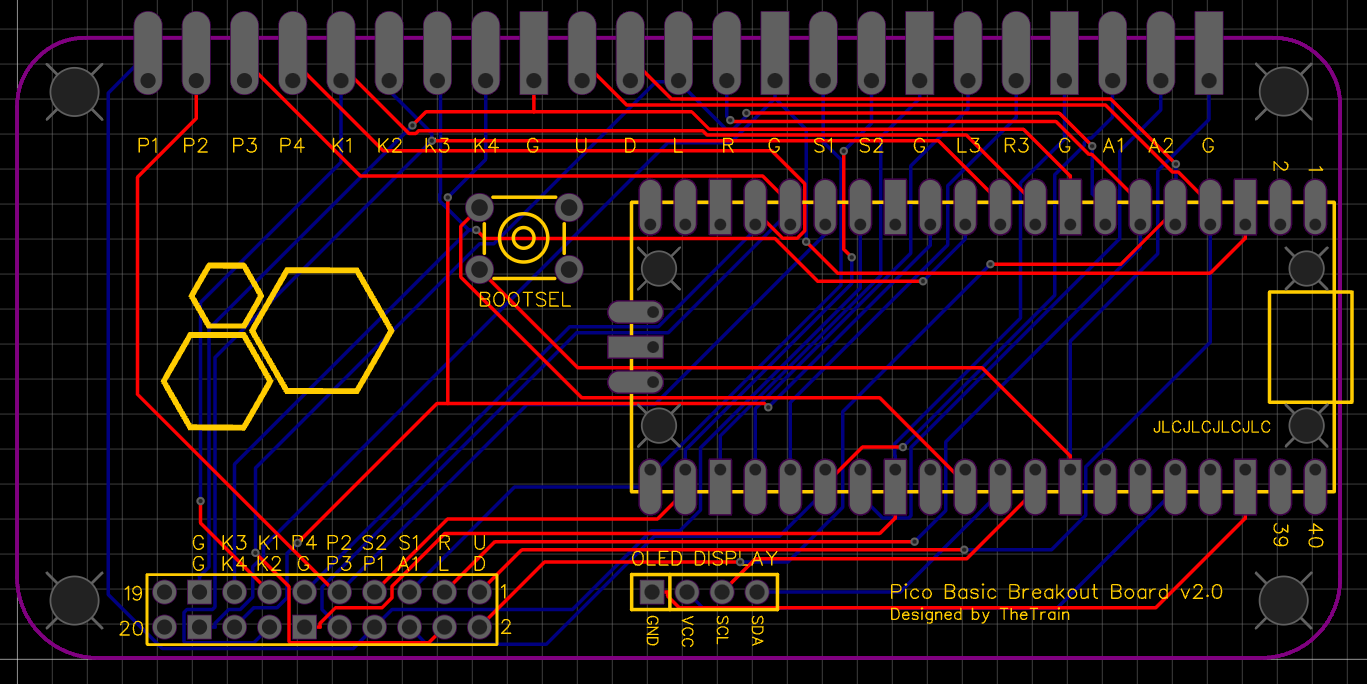 P1 P2 P3 P4 K1 K2 K3 K4 G U D L R G S1 S2 G L3 R3 G A1 A2 G
2 1
BOOTSEL
JLCJLCJLCJLC
39 40
G K3 K1 P4 P2 S2 S1 R U
G K4 K2 G P3 P1 A1 L D
19 1
20 2
OLED DISPLAY
GND VCC SCL SDA
Pico Basic Breakout Board v2.0
Designed by TheTrain